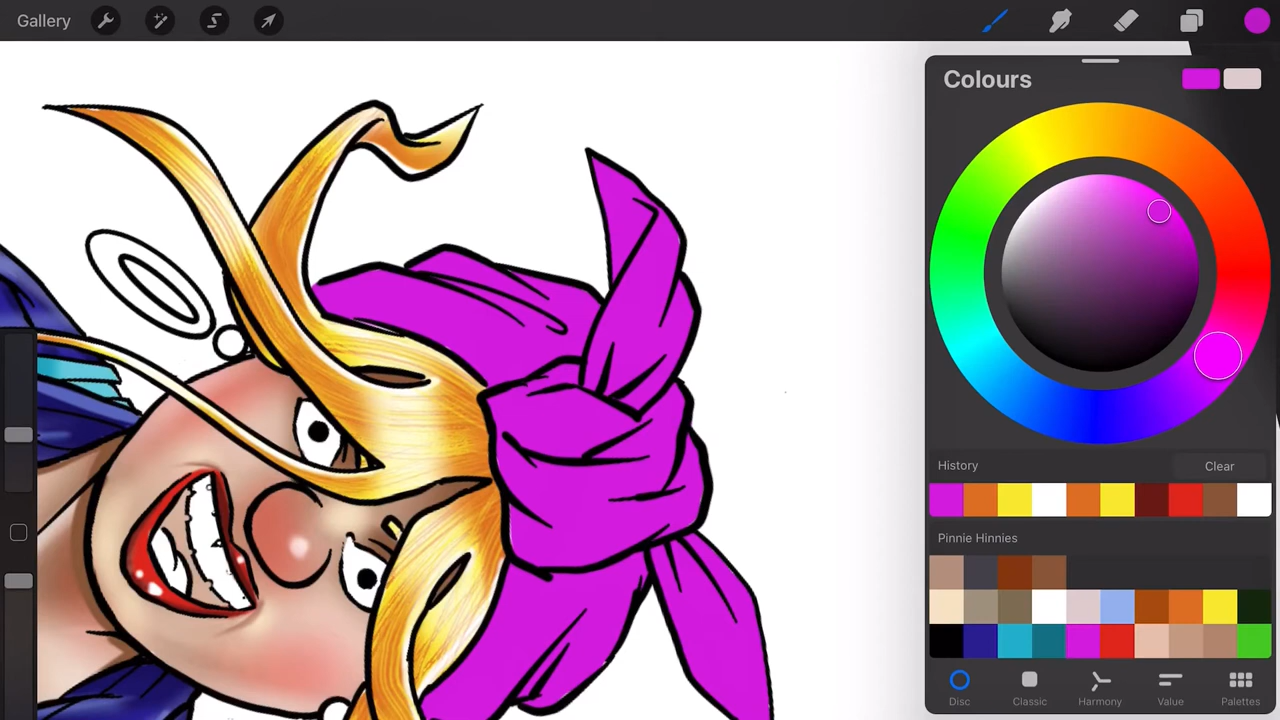 Gallery
Colours
History
Clear
Pinnie Hinnies
Disc
Classic
Harmony
Value
Palettes